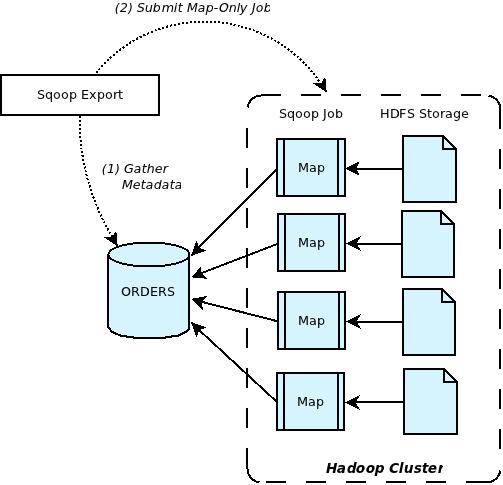 (2) Submit Map-Only Job
Sqoop Export
Sqoop Job
HDFS Storage
(1) Gather
Metadata
Map
Map
ORDERS
Map
Map
Hadoop Cluster